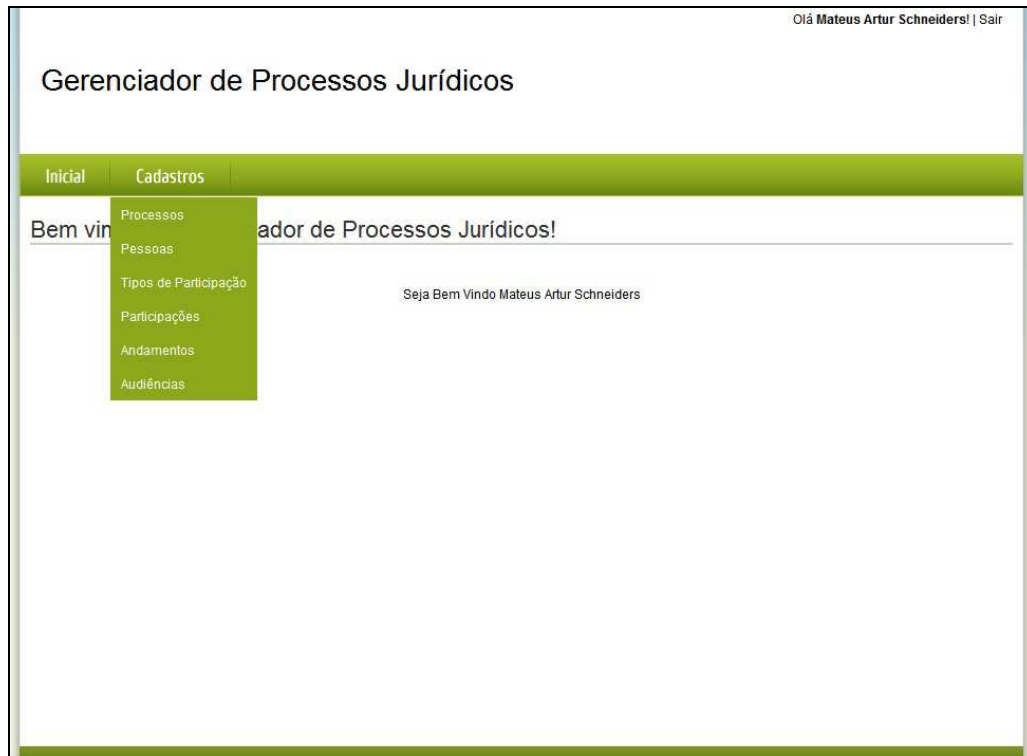 Olá Mateus Artur Schneiders! | Sair
Gerenciador de Processos Jurídicos
Inicial Cadastros
Bem vin ador de Processos Jurídicos!
Processos
Pessoas
Tipos de Participação
Participações
Andamentos
Audiências
Seja Bem Vindo Mateus Artur Schneiders